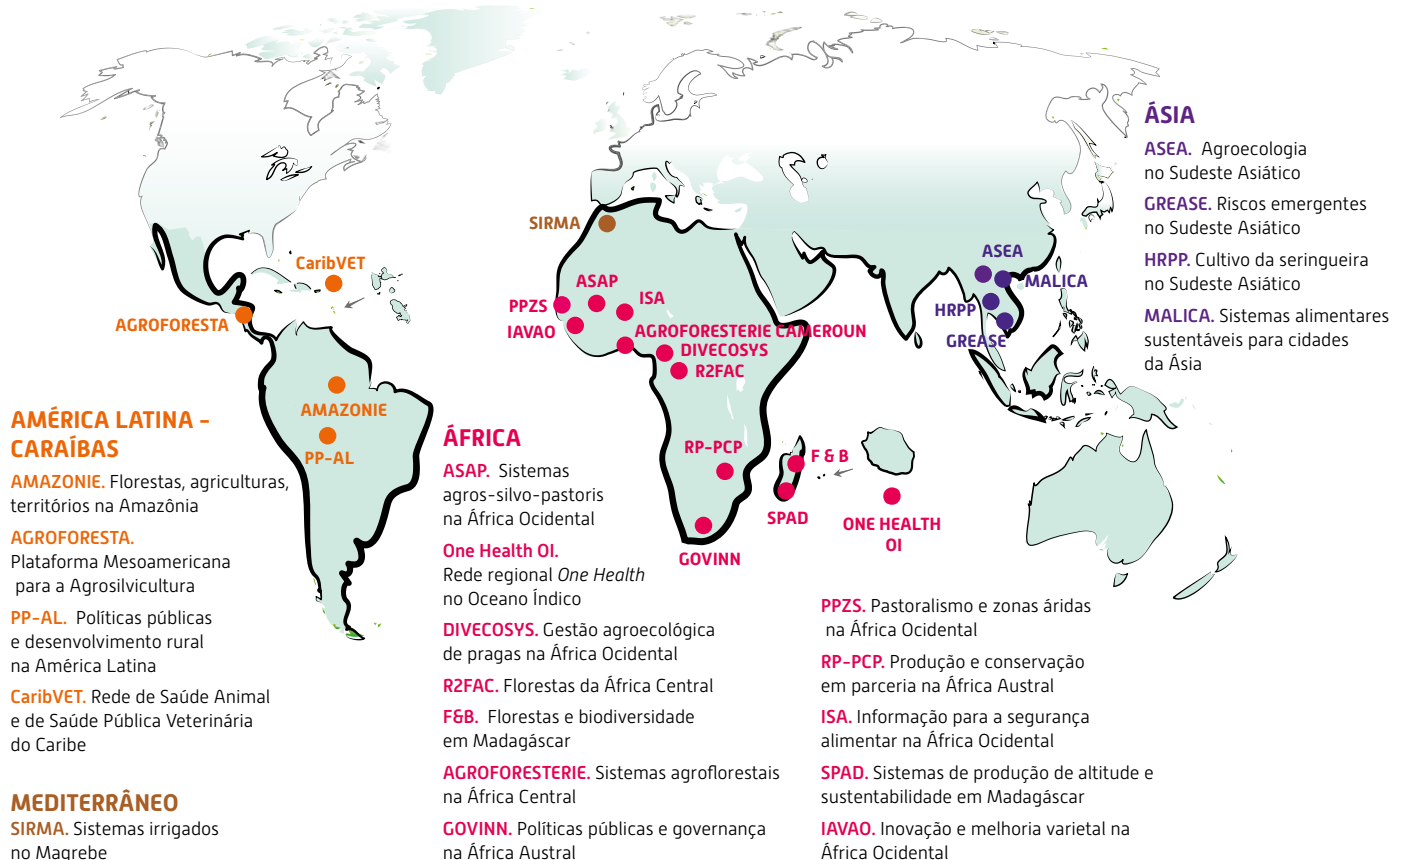 SIRMA
CaribVET
AGROFORESTA
AMAZONIE
PP-AL
ASAP
PPZS
ISA
IAVAO
AGROFORESTERIE CAMEROUN
DIVECOSYS
R2FAC
RP-PCP
F & B
SPAD
GOVINN
ONE HEALTH
OI
ASEA
MALICA
HRPP
GREASE
ÁSIA
ASEA. Agroecologia
no Sudeste Asiático
GREASE. Riscos emergentes
no Sudeste Asiático
HRPP. Cultivo da seringueira
no Sudeste Asiático
MALICA. Sistemas alimentares
sustentáveis para cidades
da Ásia
AMÉRICA LATINA -
CARAÍBAS
AMAZONIE. Florestas, agriculturas,
territórios na Amazônia
AGROFORESTA.
Plataforma Mesoamericana
para a Agrosilvicultura
PP-AL. Políticas públicas
e desenvolvimento rural
na América Latina
CaribVET. Rede de Saúde Animal
e de Saúde Pública Veterinária
do Caribe
MEDITERRÂNEO
SIRMA. Sistemas irrigados
no Magrebe
ÁFRICA
ASAP. Sistemas
agros-silvo-pastoris
na África Ocidental
One Health OI.
Rede regional One Health
no Oceano Índico
DIVECOSYS. Gestão agroecológica
de pragas na África Ocidental
R2FAC. Florestas da África Central
F&B. Florestas e biodiversidade
em Madagáscar
AGROFORESTERIE. Sistemas agroflorestais
na África Central
GOVINN. Políticas públicas e governança
na África Austral
PPZS. Pastoralismo e zonas áridas
na África Ocidental
RP-PCP. Produção e conservação
em parceria na África Austral
ISA. Informação para a segurança
alimentar na África Ocidental
SPAD. Sistemas de produção de altitude e
sustentabilidade em Madagáscar
IAVAO. Inovação e melhoria varietal na
África Ocidental